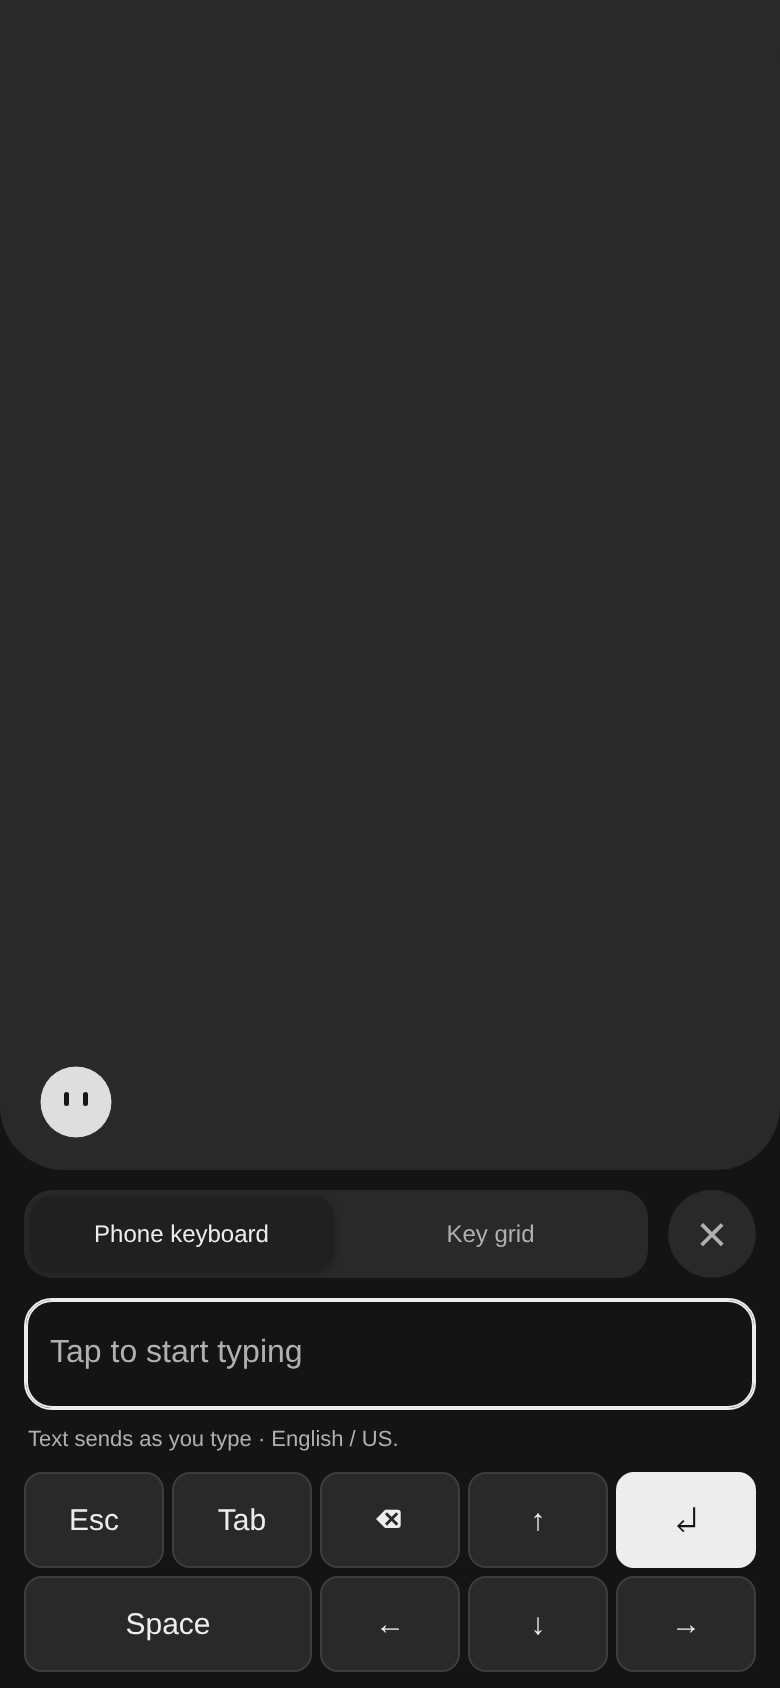 Phone keyboard
Key grid
Tap to start typing
Text sends as you type · English / US.
Esc
Tab
↑
Space
←
↓
→